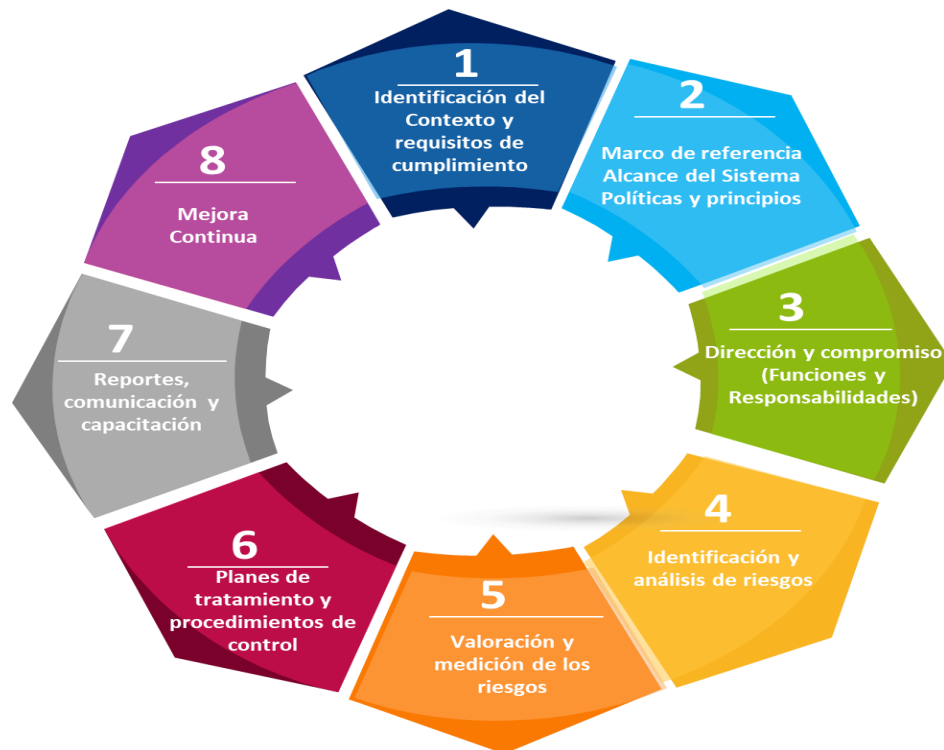 1
Identificación del
Contexto y
requisitos de
cumplimiento
2
Marco de referencia
Alcance del Sistema
Políticas y principios
3
Dirección y compromiso
(Funciones y
Responsabilidades)
4
Identificación y
análisis de riesgos
5
Valoración y
medición de los
riesgos
6
Planes de
tratamiento y
procedimientos de
control
7
Reportes,
comunicación y
capacitación
8
Mejora
Continua